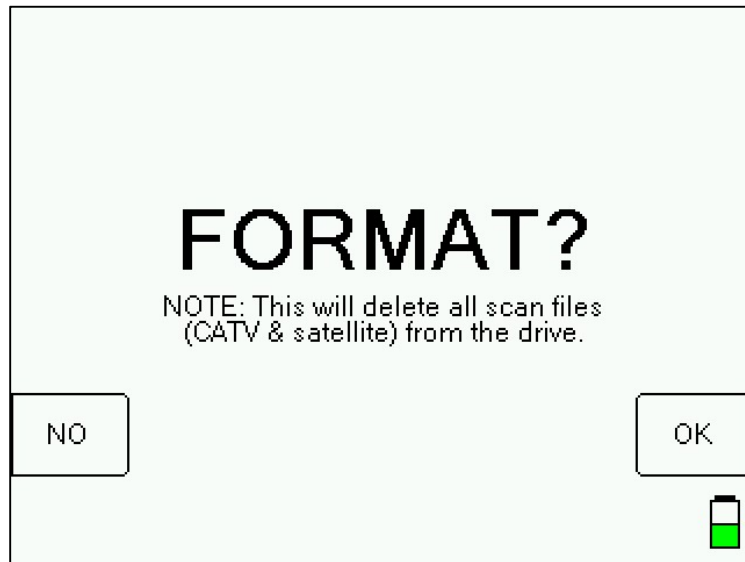 FORMAT?
NOTE: This will delete all scan files
(CATV & satellite) from the drive.
NO
OK